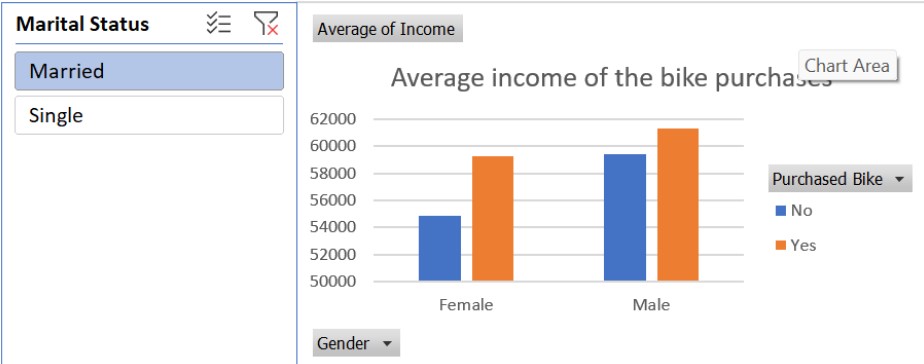 Marital Status
Married
Single
Average of Income
Average income of the bike purchases
Chart Area
62000
60000
58000
56000
54000
52000
50000
Female
Male
Purchased Bike
No
Yes
Gender